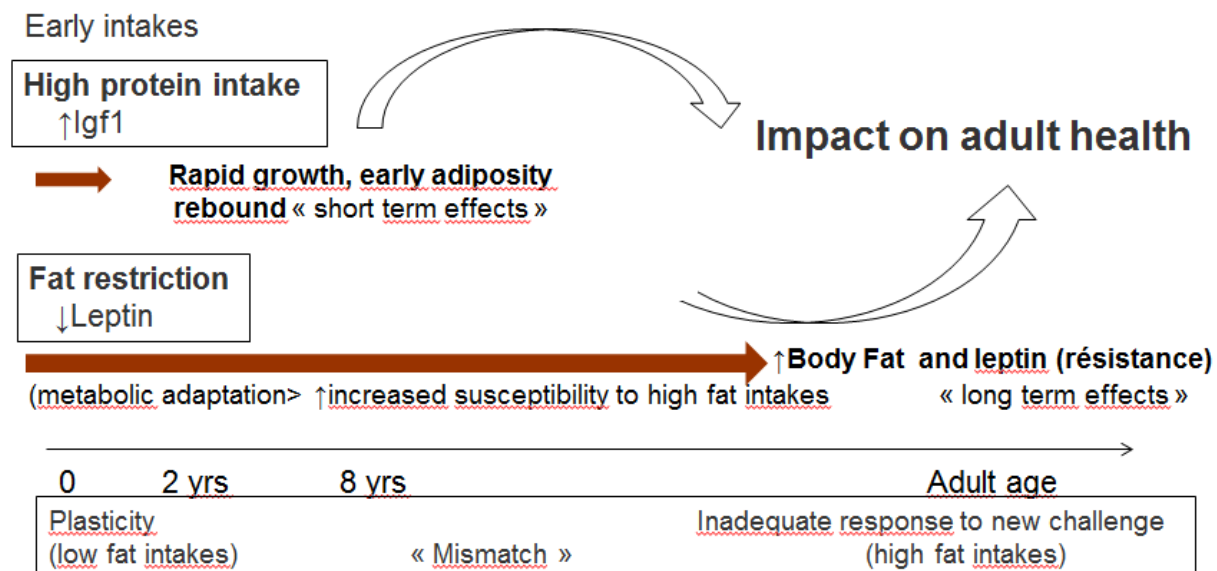 Early intakes
High protein intake
↑Igf1
Impact on adult health
Rapid growth, early adiposity
rebound « short term effects »
Fat restriction
↓Leptin
↑Body Fat and leptin (résistance)
(metabolic adaptation> ↑increased susceptibility to high fat intakes
« long term effects »
0 2 yrs 8 yrs Adult age
Plasticity Inadequate response to new challenge
(low fat intakes) « Mismatch » (high fat intakes)